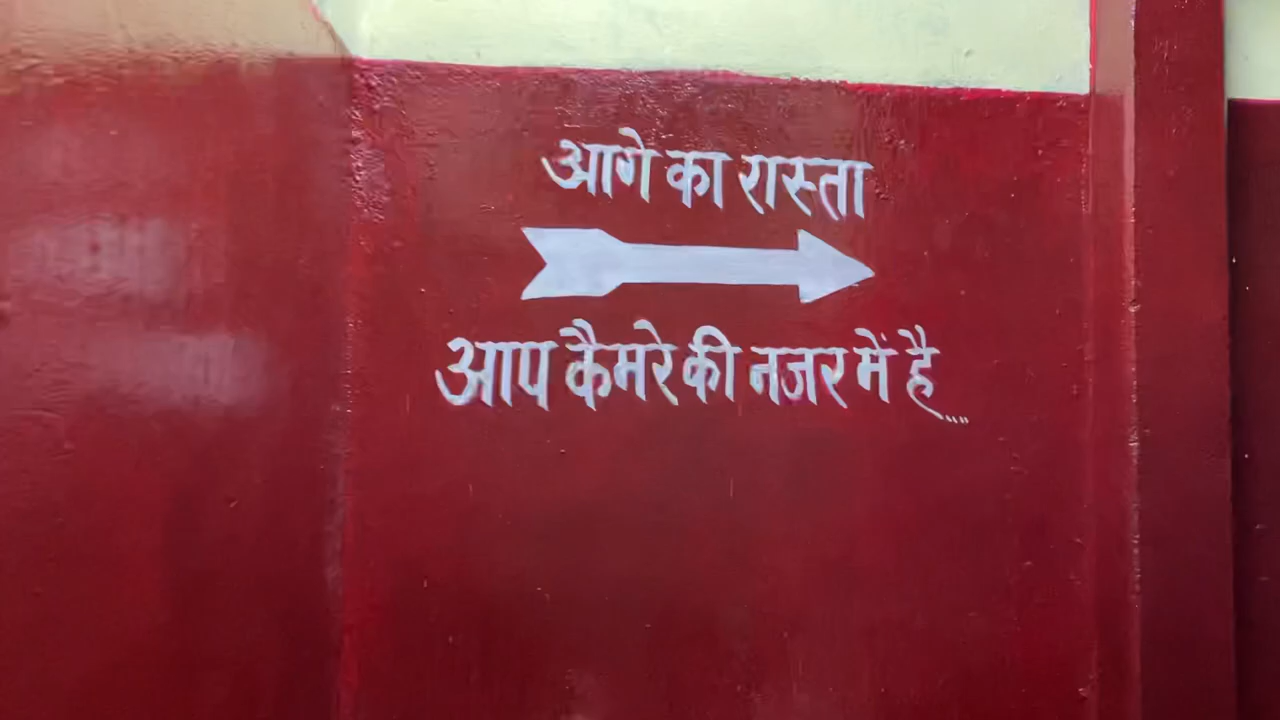 आगे का रास्ता
आप कैमरे की नजर में है....